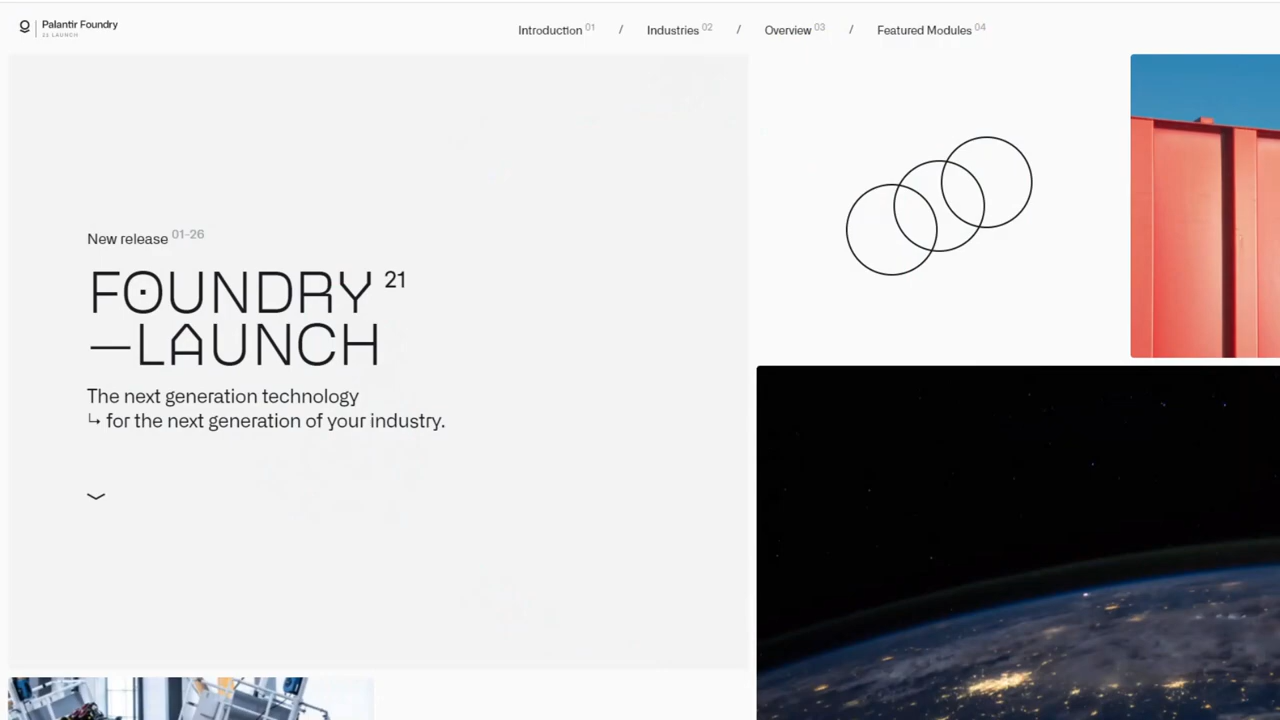 Palantir Foundry
21 LAUNCH
Introduction 01 / Industries 02 / Overview 03 / Featured Modules 04
New release 01-26
FOUNDRY 21
—LAUNCH
The next generation technology
↳ for the next generation of your industry.